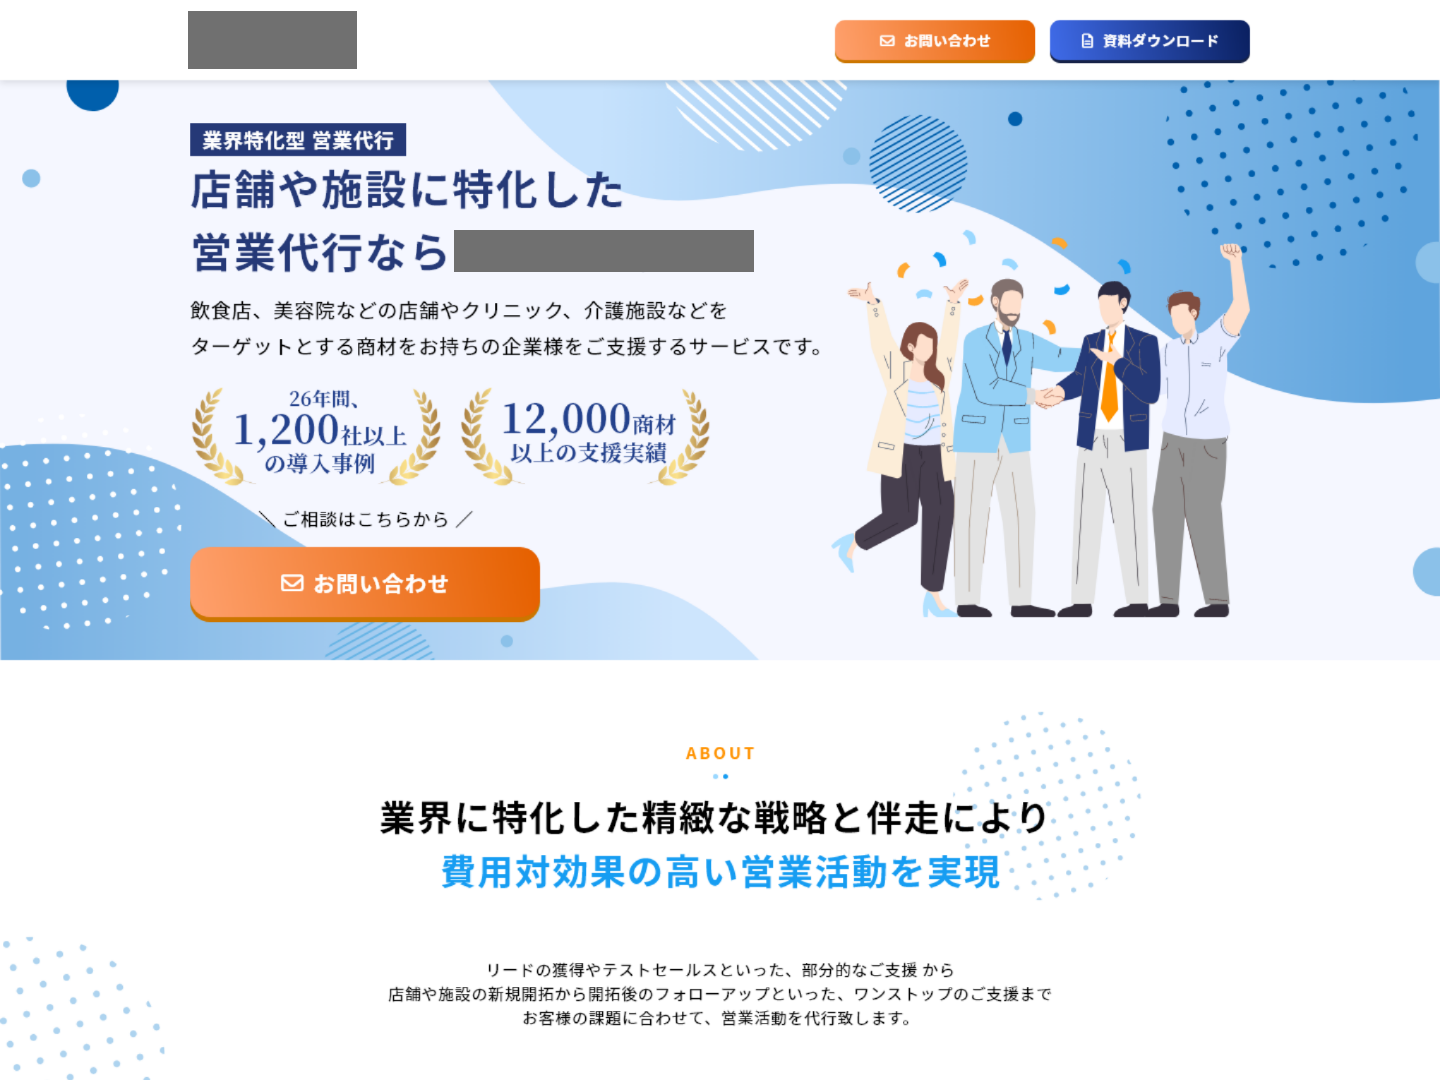 お問い合わせ
資料ダウンロード
業界特化型 営業代行
店舗や施設に特化した
営業代行なら
飲食店、美容院などの店舗やクリニック、介護施設などを
ターゲットとする商材をお持ちの企業様をご支援するサービスです。
26年間、
1,200社以上
の導入事例
12,000商材
以上の支援実績
＼ ご相談はこちらから ／
お問い合わせ
ABOUT
業界に特化した精緻な戦略と伴走により
費用対効果の高い営業活動を実現
リードの獲得やテストセールスといった、部分的なご支援 から
店舗や施設の新規開拓から開拓後のフォローアップといった、ワンストップのご支援まで
お客様の課題に合わせて、営業活動を代行致します。